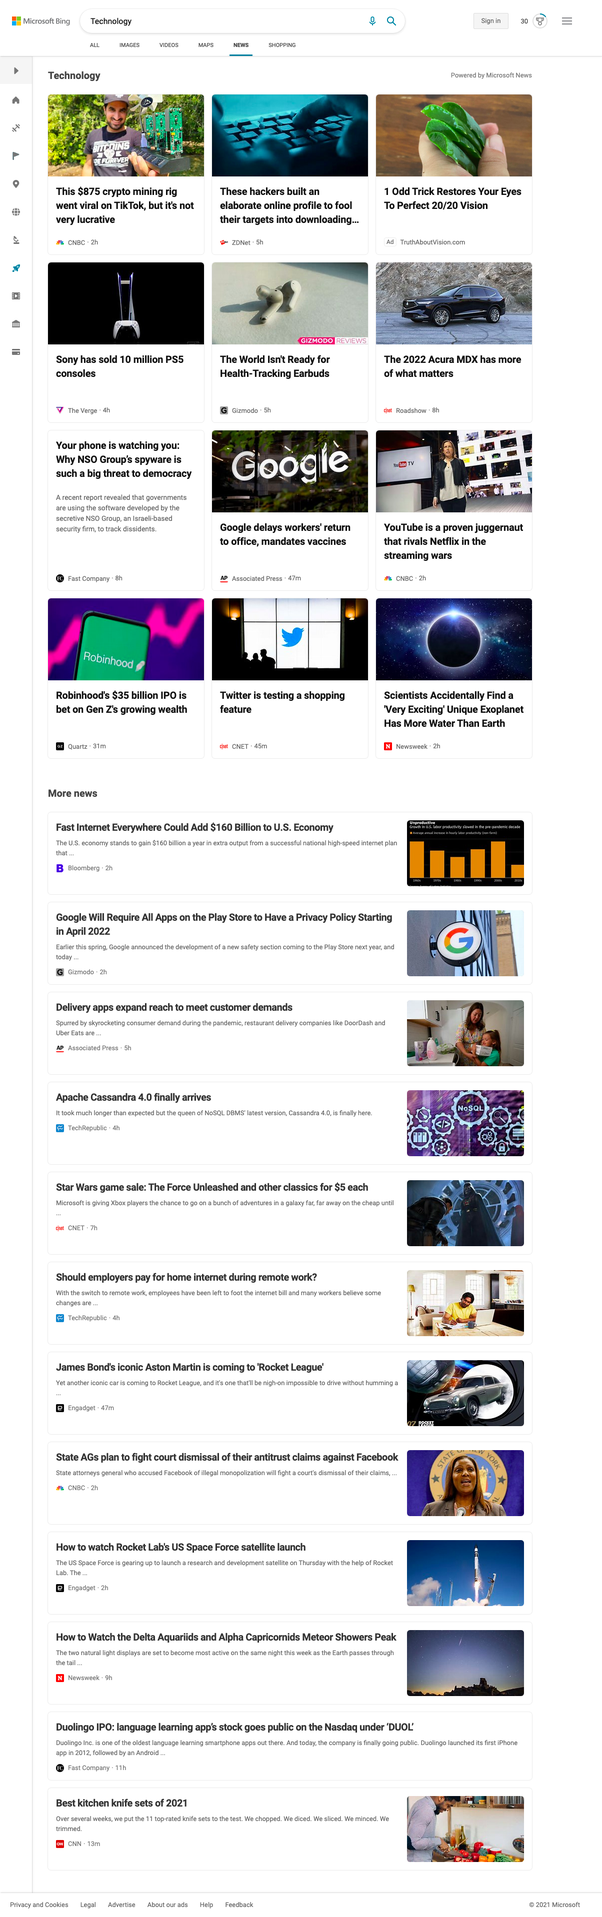 Microsoft Bing
Technology
Sign in
30
ALL
IMAGES
VIDEOS
MAPS
NEWS
SHOPPING
Technology
Powered by Microsoft News
This $875 crypto mining rig
went viral on TikTok, but it's not
very lucrative
CNBC · 2h
These hackers built an
elaborate online profile to fool
their targets into downloading...
ZDNet · 5h
1 Odd Trick Restores Your Eyes
To Perfect 20/20 Vision
Ad TruthAboutVision.com
Sony has sold 10 million PS5
consoles
The Verge · 4h
GIZMODO REVIEWS
The World Isn't Ready for
Health-Tracking Earbuds
Gizmodo · 5h
The 2022 Acura MDX has more
of what matters
Roadshow · 8h
Your phone is watching you:
Why NSO Group's spyware is
such a big threat to democracy
A recent report revealed that governments
are using the software developed by the
secretive NSO Group, an Israeli-based
security firm, to track dissidents.
Fast Company · 8h
Google
Google delays workers' return
to office, mandates vaccines
AP Associated Press · 47m
YouTube TV
YouTube is a proven juggernaut
that rivals Netflix in the
streaming wars
CNBC · 2h
Robinhood
Robinhood's $35 billion IPO is
bet on Gen Z's growing wealth
Quartz · 31m
Twitter is testing a shopping
feature
CNET · 45m
Scientists Accidentally Find a
'Very Exciting' Unique Exoplanet
Has More Water Than Earth
Newsweek · 2h
More news
Fast Internet Everywhere Could Add $160 Billion to U.S. Economy
The U.S. economy stands to gain $160 billion a year in extra output from a successful national high-speed internet plan
that ...
Bloomberg · 2h
Unproductive
Growth in U.S. labor productivity slowed in the pre-pandemic decade
Google Will Require All Apps on the Play Store to Have a Privacy Policy Starting
in April 2022
Earlier this spring, Google announced the development of a new safety section coming to the Play Store next year, and
today ...
Gizmodo · 2h
Delivery apps expand reach to meet customer demands
Spurred by skyrocketing consumer demand during the pandemic, restaurant delivery companies like DoorDash and
Uber Eats are ...
AP Associated Press · 5h
Apache Cassandra 4.0 finally arrives
It took much longer than expected but the queen of NoSQL DBMS' latest version, Cassandra 4.0, is finally here.
TechRepublic · 4h
NoSQL
Star Wars game sale: The Force Unleashed and other classics for $5 each
Microsoft is giving Xbox players the chance to go on a bunch of adventures in a galaxy far, far away on the cheap until
...
CNET · 7h
Should employers pay for home internet during remote work?
With the switch to remote work, employees have been left to foot the internet bill and many workers believe some
changes are ...
TechRepublic · 4h
James Bond's iconic Aston Martin is coming to 'Rocket League'
Yet another iconic car is coming to Rocket League, and it's one that'll be nigh-on impossible to drive without humming a
...
Engadget · 47m
State AGs plan to fight court dismissal of their antitrust claims against Facebook
State attorneys general who accused Facebook of illegal monopolization will fight a court's dismissal of their claims, ...
CNBC · 2h
How to watch Rocket Lab's US Space Force satellite launch
The US Space Force is gearing up to launch a research and development satellite on Thursday with the help of Rocket
Lab. The ...
Engadget · 2h
How to Watch the Delta Aquariids and Alpha Capricornids Meteor Showers Peak
The two natural light displays are set to become most active on the same night this week as the Earth passes through
the tail ...
Newsweek · 9h
Duolingo IPO: language learning app's stock goes public on the Nasdaq under 'DUOL'
Duolingo Inc. is one of the oldest language learning smartphone apps out there. And today, the company is finally going public. Duolingo launched its first iPhone
app in 2012, followed by an Android ...
Fast Company · 11h
Best kitchen knife sets of 2021
Over several weeks, we put the 11 top-rated knife sets to the test. We chopped. We diced. We sliced. We minced. We
trimmed.
CNN · 13m
Privacy and Cookies
Legal
Advertise
About our ads
Help
Feedback
© 2021 Microsoft